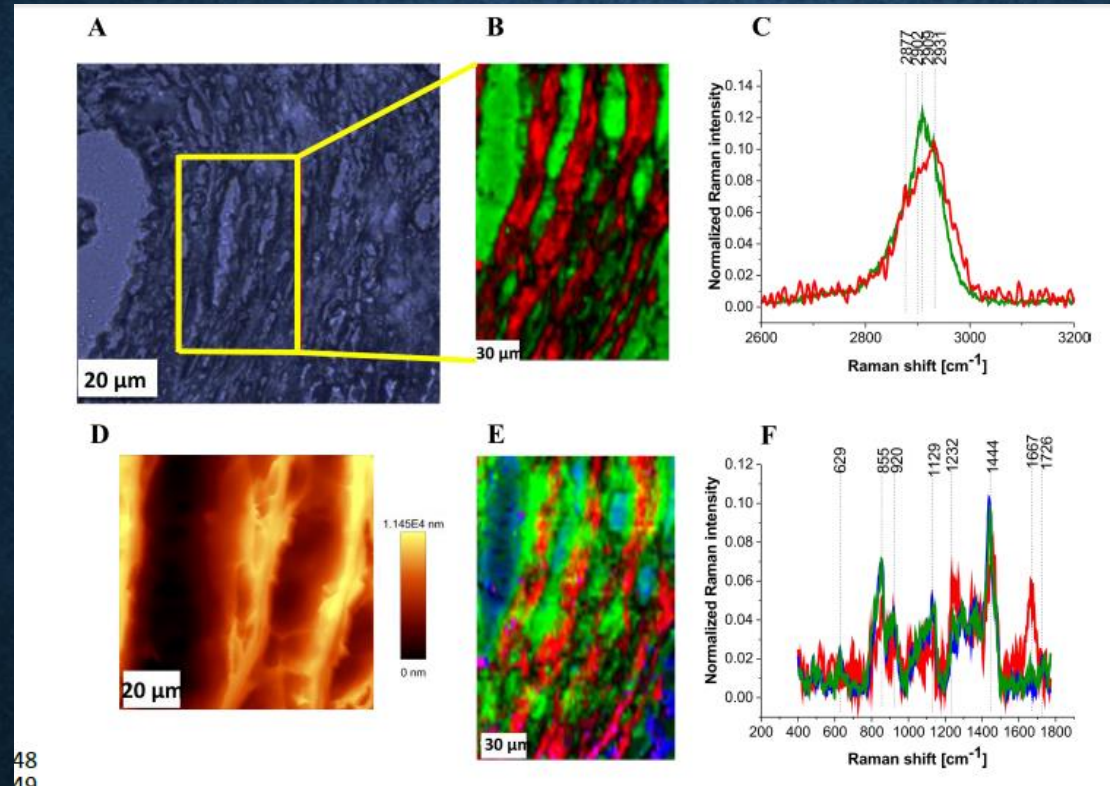 A
B
C
2877
2902
2909
2931
0.14
0.12
0.10
0.08
0.06
0.04
0.02
0.00
Normalized Raman intensity
2600
2800
3000
3200
Raman shift [cm-1]
20 µm
30 µm
D
E
F
629
855
920
1129
1232
1444
1667
1726
1.145E4 nm
0 nm
0.12
0.10
0.08
0.06
0.04
0.02
0.00
Normalized Raman intensity
200
400
600
800
1000
1200
1400
1600
1800
Raman shift [cm-1]
20 µm
30 µm
48
49